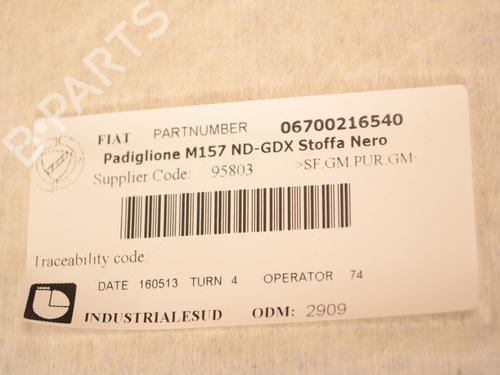 B-PARTS
FIAT PARTNUMBER 06700216540
Padiglione M157 ND-GDX Stoffa Nero
Supplier Code: 95803 >SF.GM.PUR.GM
Traceability code:
DATE 160513 TURN 4 OPERATOR 74
INDUSTRIALESUD ODM: 2909